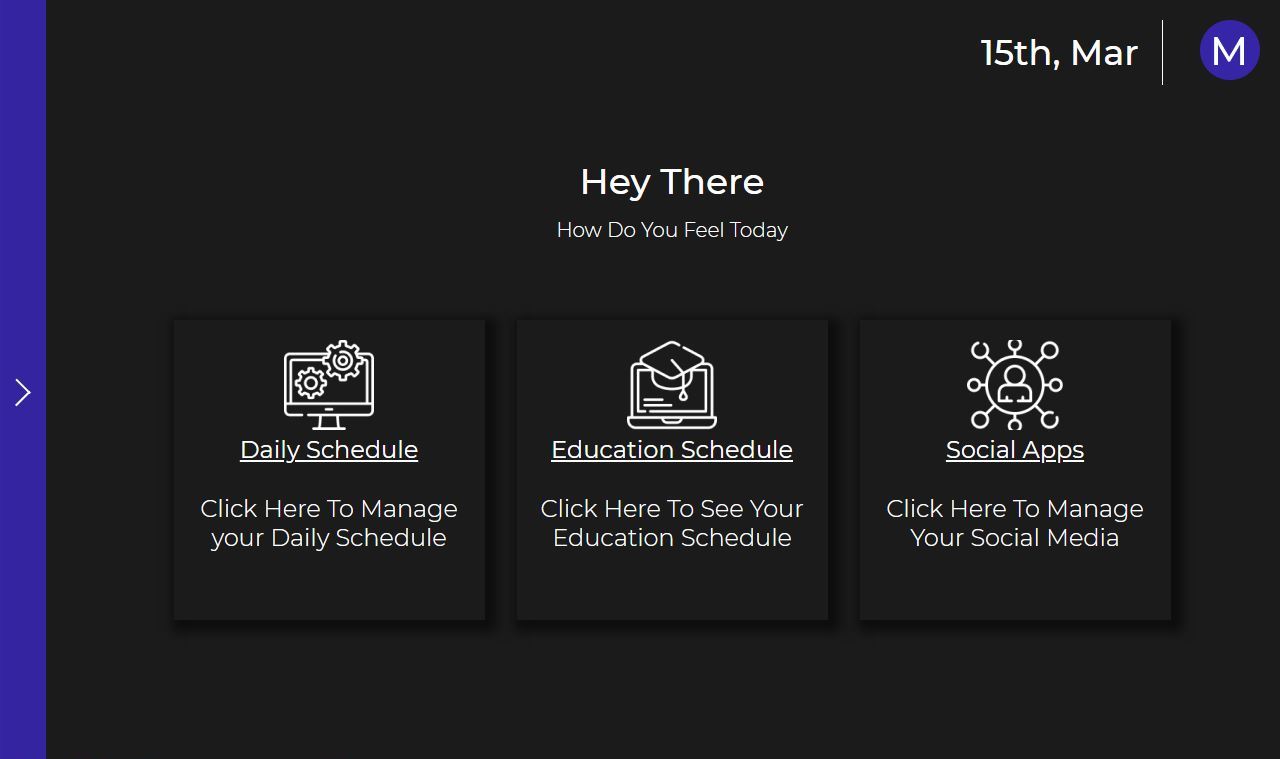 15th, Mar
M
Hey There
How Do You Feel Today
Daily Schedule
Click Here To Manage
your Daily Schedule
Education Schedule
Click Here To See Your
Education Schedule
Social Apps
Click Here To Manage
Your Social Media